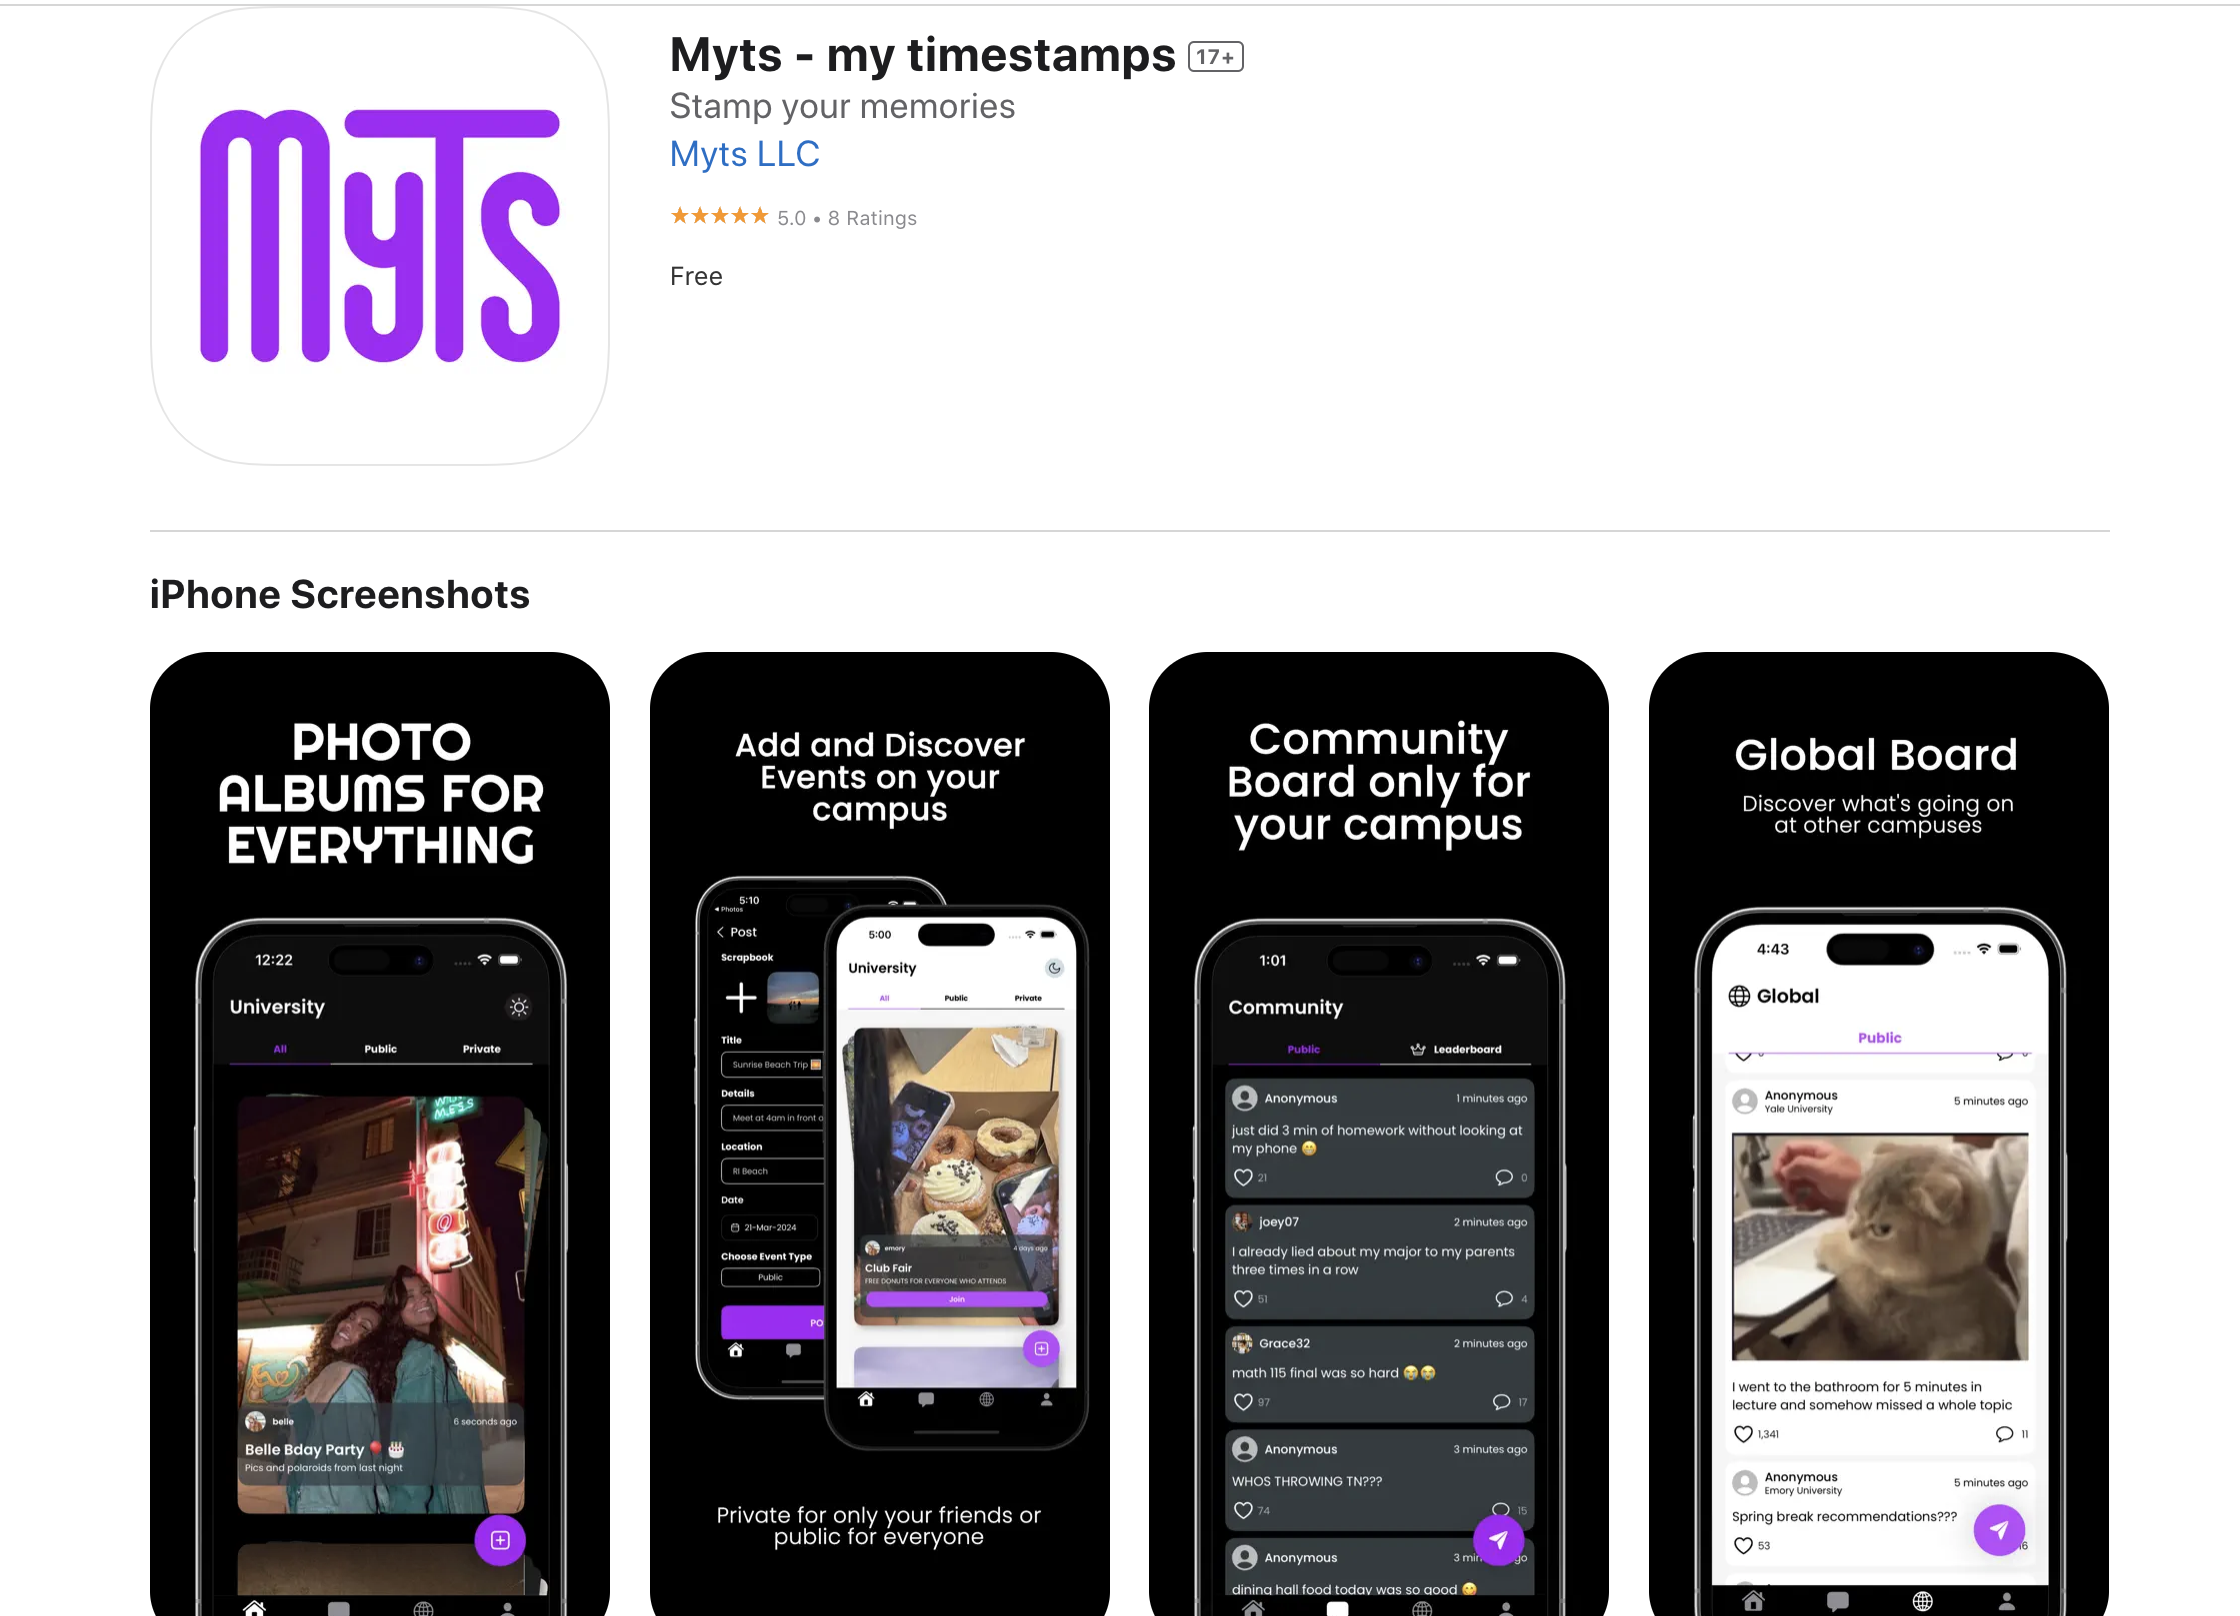 MyTS
Myts - my timestamps 17+
Stamp your memories
Myts LLC
★★★★★ 5.0 • 8 Ratings
Free
iPhone Screenshots
PHOTO
ALBUMS FOR
EVERYTHING
12:22
University
All Public Private
belle 6 seconds ago
Belle Bday Party 🎈 🎂
Pics and polaroids from last night
Add and Discover
Events on your
campus
5:10
Photos
Post
Scrapbook
Title
Sunrise Beach Trip
Details
Meet at 4am in front o
Location
RI Beach
Date
21-Mar-2024
Choose Event Type
Public
PO
5:00
University
All Public Private
emory 4 days ago
Club Fair
FREE DONUTS FOR EVERYONE WHO ATTENDS
Join
Private for only your friends or
public for everyone
Community
Board only for
your campus
1:01
Community
Public Leaderboard
Anonymous 1 minutes ago
just did 3 min of homework without looking at
my phone 😁
21 0
joey07 2 minutes ago
I already lied about my major to my parents
three times in a row
51 4
Grace32 2 minutes ago
math 115 final was so hard 😭😭
97 17
Anonymous 3 minutes ago
WHOS THROWING TN???
74 15
Anonymous 3 min go
dining hall food today was so good 😋
Global Board
Discover what's going on
at other campuses
4:43
Global
Public
Anonymous
Yale University 5 minutes ago
I went to the bathroom for 5 minutes in
lecture and somehow missed a whole topic
1,341 11
Anonymous
Emory University 5 minutes ago
Spring break recommendations???
53 16